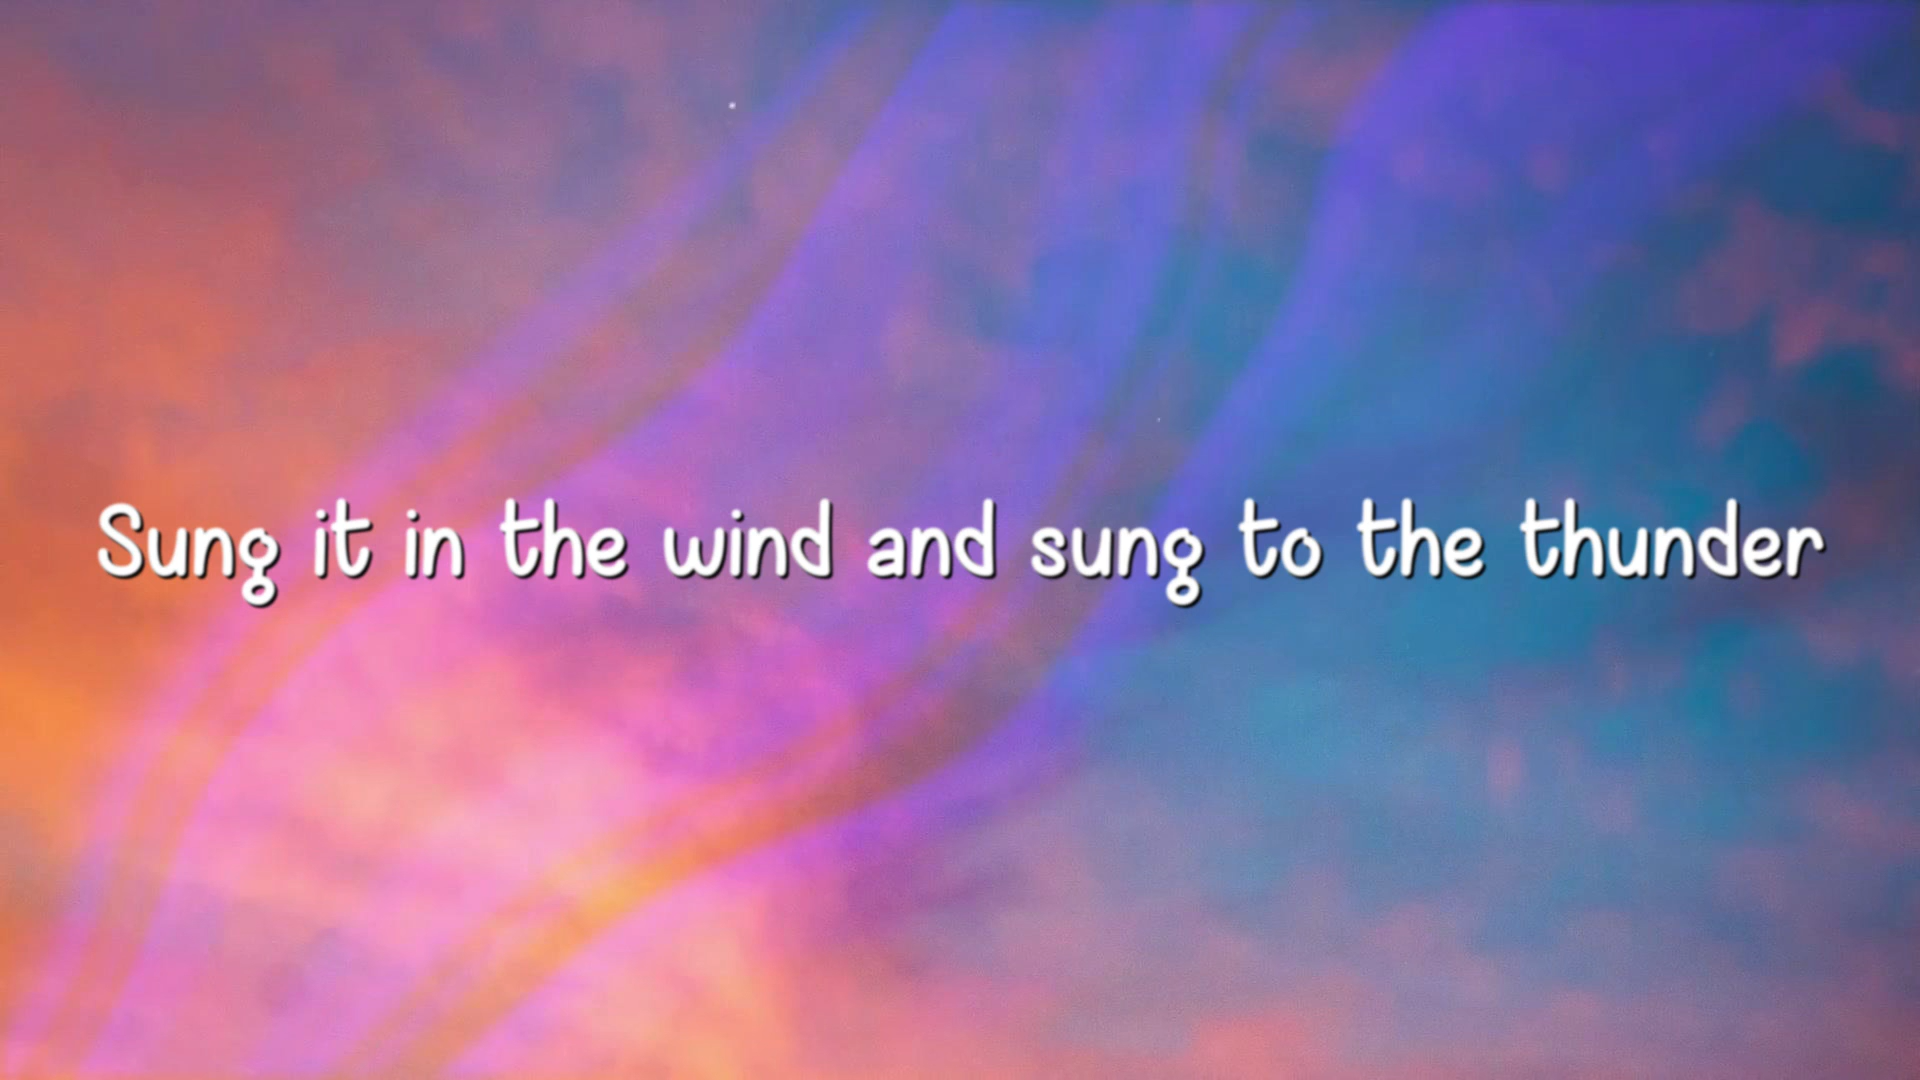 Sung it in the wind and sung to the thunder